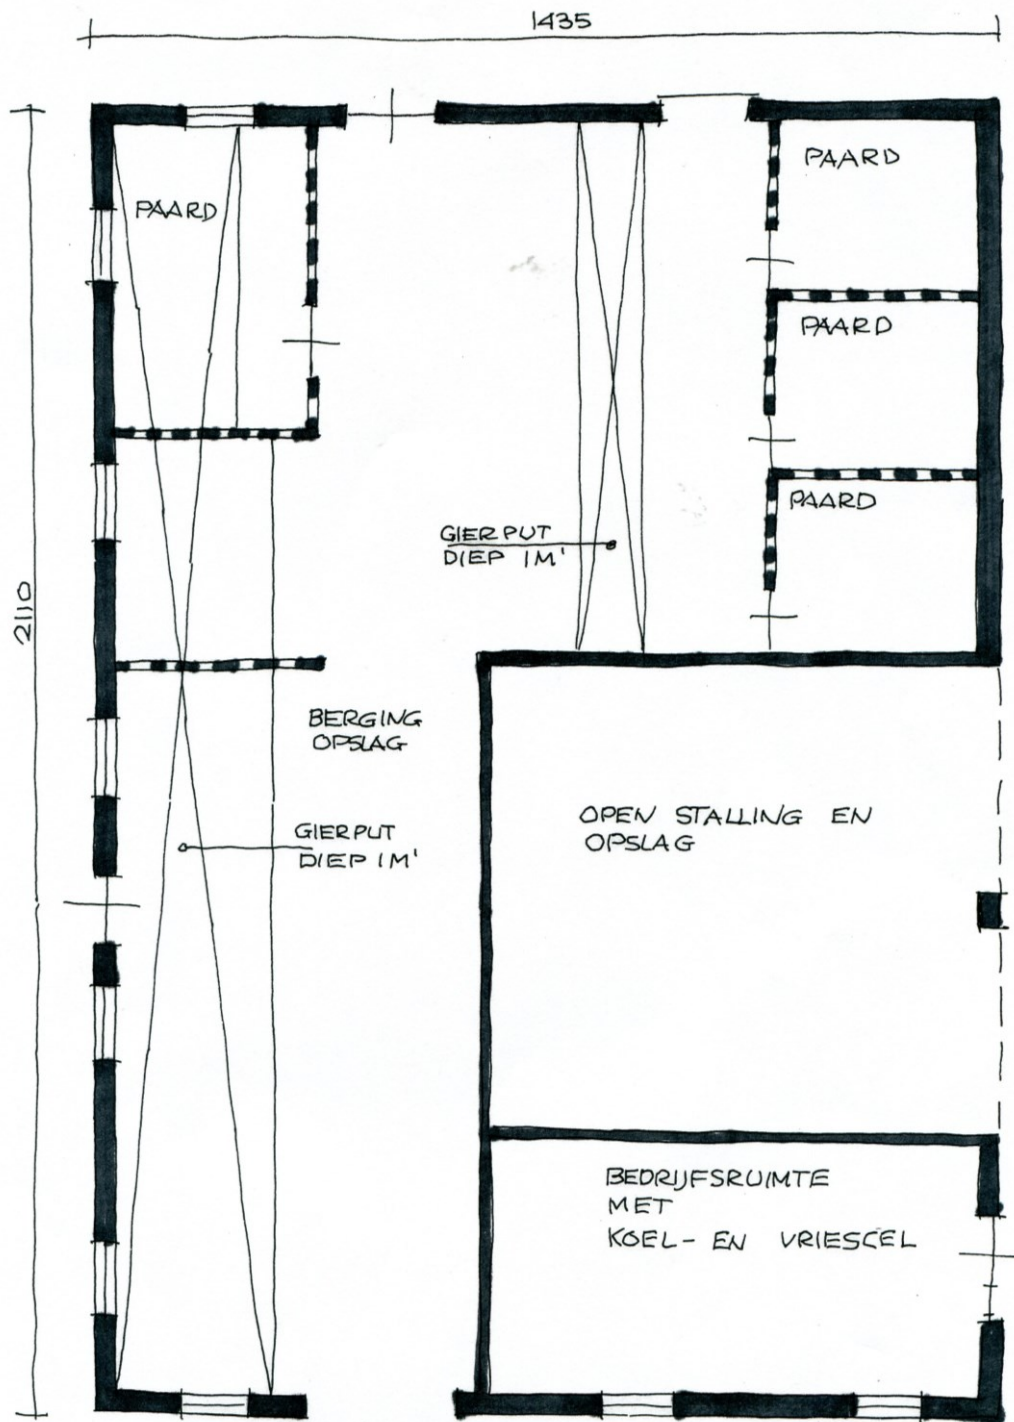 1435
PAARD
PAARD
2110
PAARD
PAARD
GIERPUT
DIEP 1M'
BERGING
OPSLAG
OPEN STALLING EN
OPSLAG
GIERPUT
DIEP 1M'
BEDRIJFSRUIMTE
MET
KOEL- EN VRIESCEL